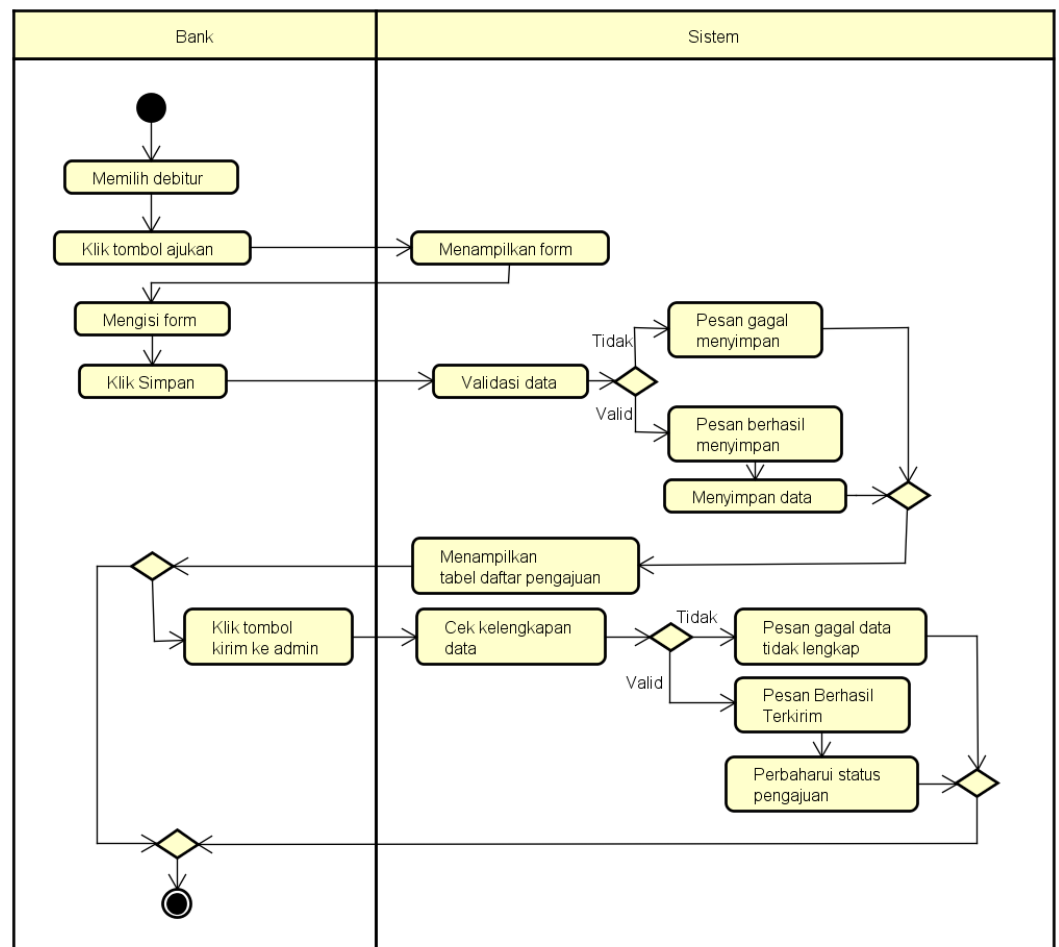 Bank
Sistem
Memilih debitur
Klik tombol ajukan
Menampilkan form
Mengisi form
Klik Simpan
Validasi data
Tidak
Pesan gagal
menyimpan
Valid
Pesan berhasil
menyimpan
Menyimpan data
Menampilkan
tabel daftar pengajuan
Klik tombol
kirim ke admin
Cek kelengkapan
data
Tidak
Pesan gagal data
tidak lengkap
Valid
Pesan Berhasil
Terkirim
Perbaharui status
pengajuan